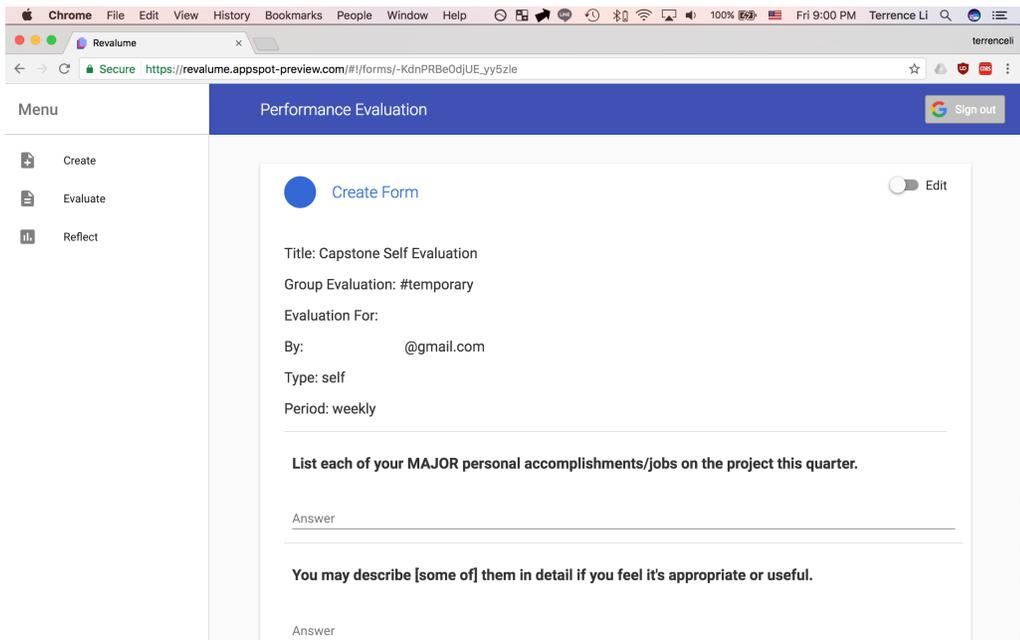 Chrome File Edit View History Bookmarks People Window Help 100% Fri 9:00 PM Terrence Li
Revalume terrenceli
Secure https://revalume.appspot-preview.com/#!/forms/-KdnPRBe0djUE_yy5zle
Menu Performance Evaluation Sign out
Create
Evaluate
Reflect
Create Form Edit
Title: Capstone Self Evaluation
Group Evaluation: #temporary
Evaluation For:
By: @gmail.com
Type: self
Period: weekly
List each of your MAJOR personal accomplishments/jobs on the project this quarter.
Answer
You may describe [some of] them in detail if you feel it's appropriate or useful.
Answer